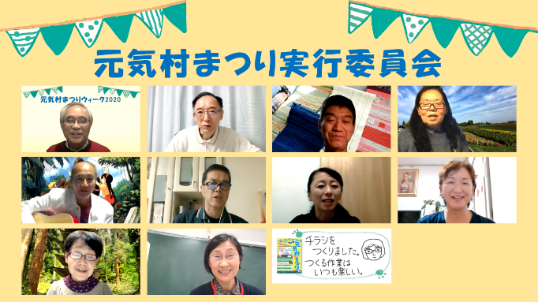 元気村まつり実行委員会
元気村まつりウィーク2020
チラシを
つくりました。
つくる作業は
いつも楽しい。